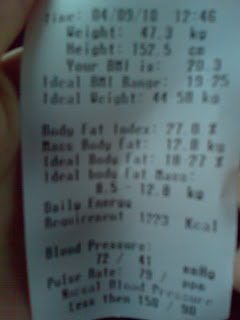 Time: 04/09/10 12:46
Weight: 47.3 kg
Height: 152.5 cm
Your BMI is: 20.3
Ideal BMI Range: 19-25
Ideal Weight: 44-58 kg
Body Fat Index: 27.0 %
Mass Body Fat: 12.8 kg
Ideal Body Fat: 18-27 %
Ideal body Fat Mass:
8.5 - 12.8 kg
Daily Energy
Requirement 1223 Kcal
Blood Pressure:
72 / 41 mmHg
Pulse Rate: 79 / ppm
Normal Blood Pressure
Less then 150 / 90